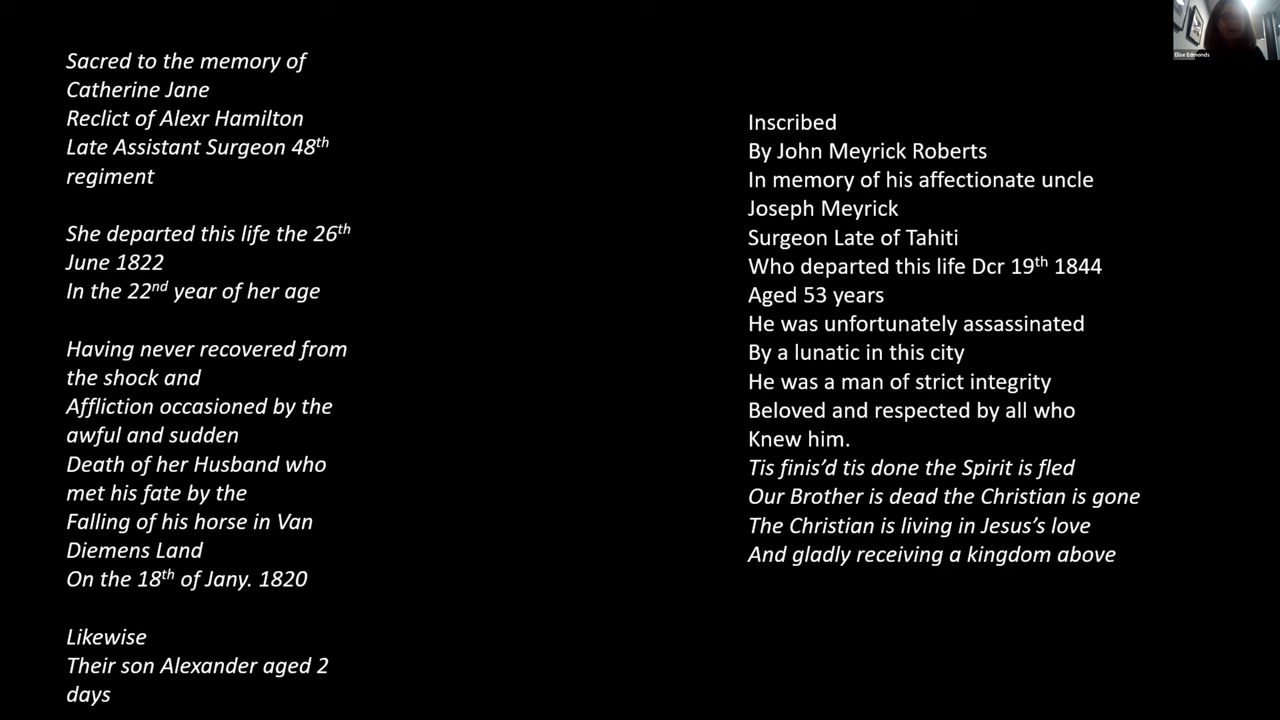 Sacred to the memory of
Catherine Jane
Reclict of Alexr Hamilton
Late Assistant Surgeon 48th
regiment
She departed this life the 26th
June 1822
In the 22nd year of her age
Having never recovered from
the shock and
Affliction occasioned by the
awful and sudden
Death of her Husband who
met his fate by the
Falling of his horse in Van
Diemens Land
On the 18th of Jany. 1820
Likewise
Their son Alexander aged 2
days
Inscribed
By John Meyrick Roberts
In memory of his affectionate uncle
Joseph Meyrick
Surgeon Late of Tahiti
Who departed this life Dcr 19th 1844
Aged 53 years
He was unfortunately assassinated
By a lunatic in this city
He was a man of strict integrity
Beloved and respected by all who
Knew him.
Tis finis’d tis done the Spirit is fled
Our Brother is dead the Christian is gone
The Christian is living in Jesus’s love
And gladly receiving a kingdom above
Elise Edmonds